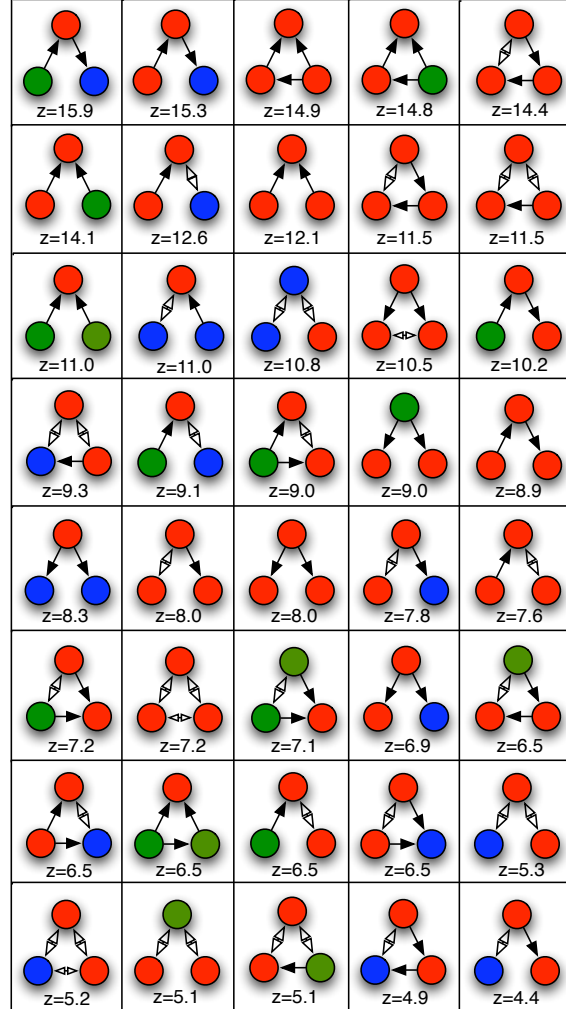 z=15.9 z=15.3 z=14.9 z=14.8 z=14.4
z=14.1 z=12.6 z=12.1 z=11.5 z=11.5
z=11.0 z=11.0 z=10.8 z=10.5 z=10.2
z=9.3 z=9.1 z=9.0 z=9.0 z=8.9
z=8.3 z=8.0 z=8.0 z=7.8 z=7.6
z=7.2 z=7.2 z=7.1 z=6.9 z=6.5
z=6.5 z=6.5 z=6.5 z=6.5 z=5.3
z=5.2 z=5.1 z=5.1 z=4.9 z=4.4